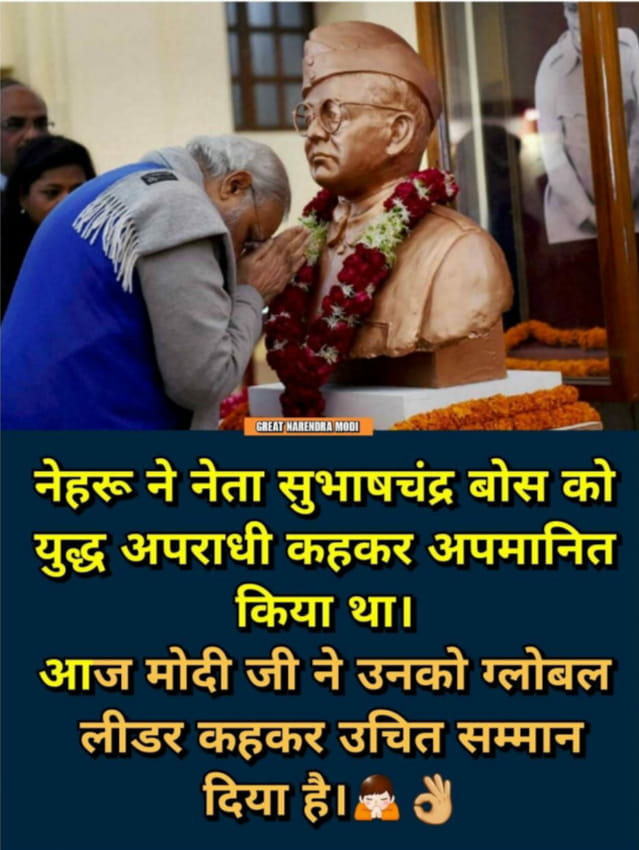 GREAT NARENDRA MODI
नेहरू ने नेता सुभाषचंद्र बोस को
युद्ध अपराधी कहकर अपमानित
किया था।
आज मोदी जी ने उनको ग्लोबल
लीडर कहकर उचित सम्मान
दिया है।🙏👌